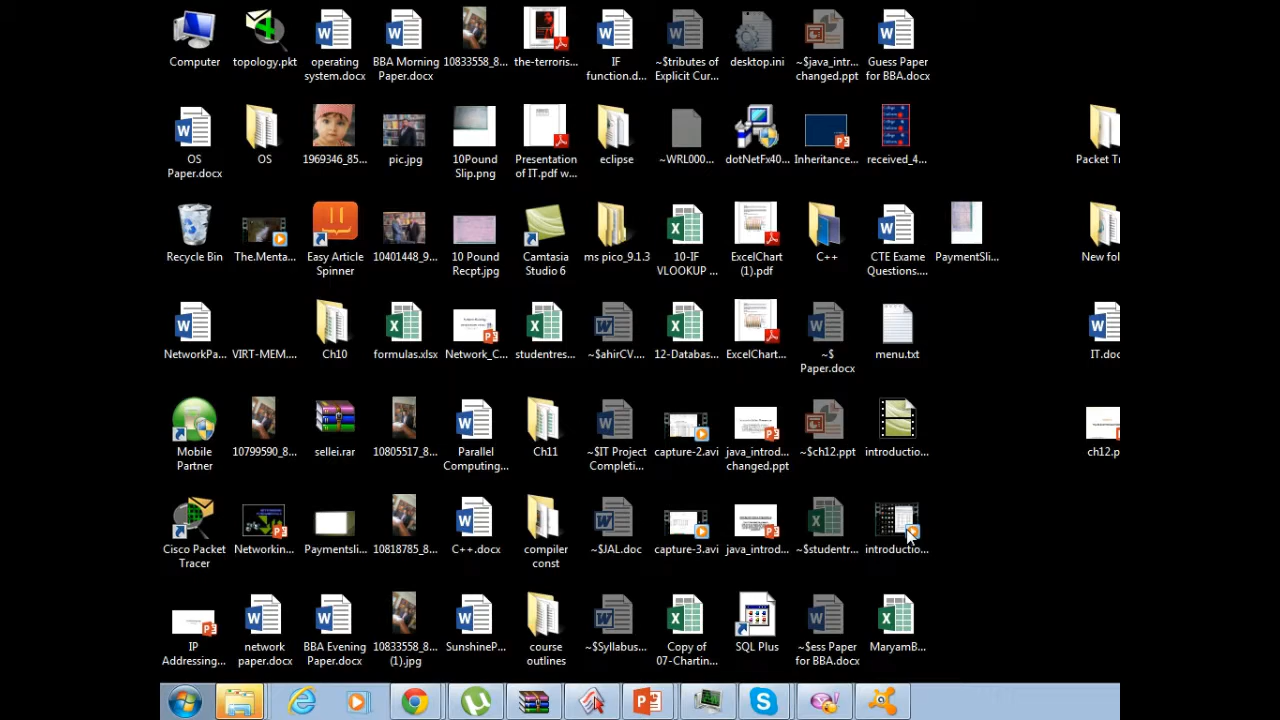 Computer
topology.pkt
operating
system.docx
BBA Morning
Paper.docx
10833558_8...
the-terroris...
IF
function.d...
~$tributes of
Explicit Cur...
desktop.ini
~$java_intr...
changed.ppt
Guess Paper
for BBA.docx
OS
Paper.docx
OS
1969346_85...
pic.jpg
10Pound
Slip.png
Presentation
of IT.pdf w...
eclipse
~WRL000...
dotNetFx40...
Inheritance...
received_4...
Packet Tr
Recycle Bin
The.Menta...
Easy Article
Spinner
10401448_9...
10 Pound
Recpt.jpg
Camtasia
Studio 6
ms pico_9.1.3
10-IF
VLOOKUP ...
ExcelChart
(1).pdf
C++
CTE Exame
Questions....
PaymentSli...
New fol
NetworkPa...
VIRT-MEM....
Ch10
formulas.xlsx
Network_C...
studentres...
~$ahirCV....
12-Databas...
ExcelChart...
~$
Paper.docx
menu.txt
IT.doc
Mobile
Partner
10799590_8...
sellei.rar
10805517_8...
Parallel
Computing...
Ch11
~$IT Project
Completi...
capture-2.avi
java_introd...
changed.ppt
~$ch12.ppt
introductio...
ch12.p
Cisco Packet
Tracer
Networkin...
Paymentsli...
10818785_8...
C++.docx
compiler
const
~$JAL.doc
capture-3.avi
java_introd...
~$studentr...
introductio...
IP
Addressing...
network
paper.docx
BBA Evening
Paper.docx
10833558_8...
(1).jpg
SunshineP...
course
outlines
~$Syllabus...
Copy of
07-Chartin...
SQL Plus
~$ess Paper
for BBA.docx
MaryamB...